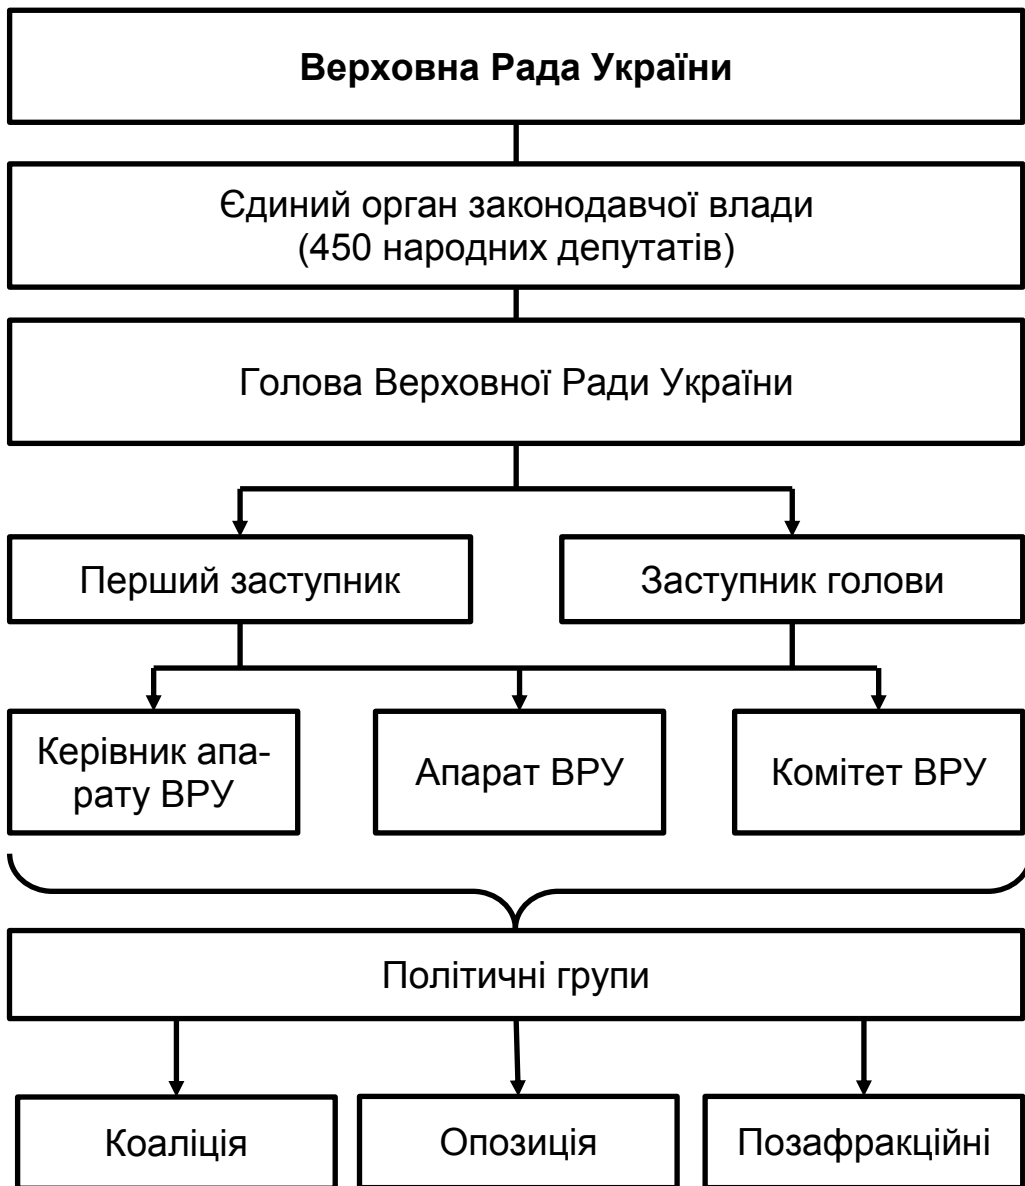 Верховна Рада України
Єдиний орган законодавчої влади
(450 народних депутатів)
Голова Верховної Ради України
Перший заступник
Заступник голови
Керівник апа-
рату ВРУ
Апарат ВРУ
Комітет ВРУ
Політичні групи
Коаліція
Опозиція
Позафракційні